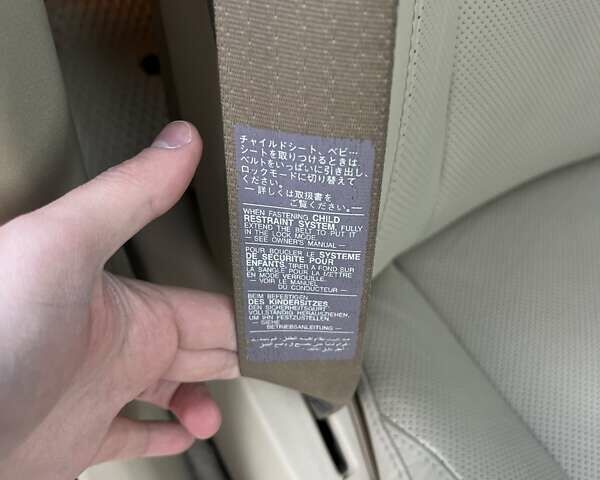 チャイルドシート、ベビ…
シートを取りつけるときは
ベルトをいっぱいに引き出し、
ロックモードに切り替えて
ください。
— 詳しくは取扱書を
ご覧ください。—
WHEN FASTENING CHILD
RESTRAINT SYSTEM, FULLY
EXTEND THE BELT TO PUT IT
IN THE LOCK MODE.
— SEE OWNER'S MANUAL —
POUR BOUCLER LE SYSTEME
DE SECURITE POUR
ENFANTS, TIRER A FOND SUR
LA SANGLE POUR LA METTRE
EN MODE VERROUILLE.
— VOIR LE MANUEL
DU CONDUCTEUR —
BEIM BEFESTIGEN
DES KINDERSITZES,
DEN SICHERHEITSGURT
VOLLSTÄNDIG HERAUSZIEHEN,
UM IHN FESTZUSTELLEN.
— SIEHE
BETRIEBSANLEITUNG —